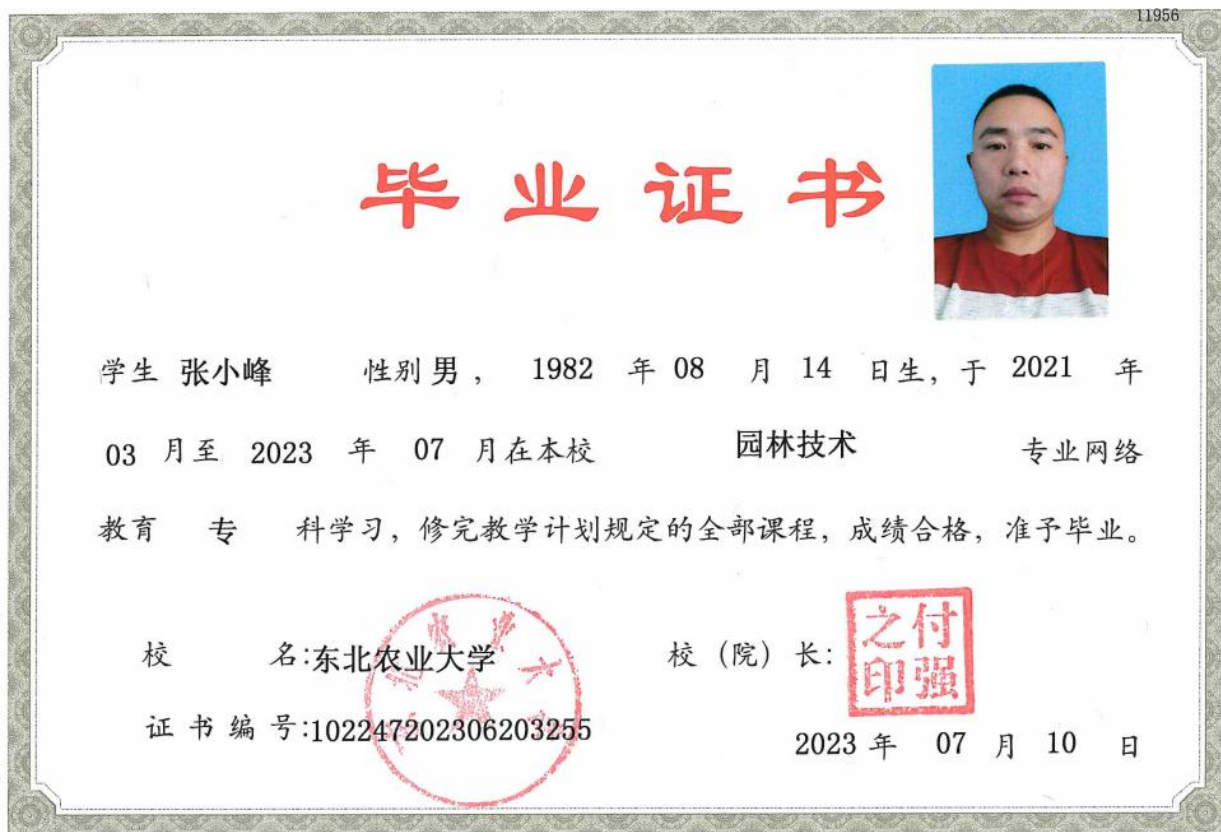 11956
毕业证书
学生 张小峰 性别 男 , 1982 年 08 月 14 日生, 于 2021 年
03 月至 2023 年 07 月在本校 园林技术 专业网络
教育 专 科学习, 修完教学计划规定的全部课程, 成绩合格, 准予毕业。
校 名:东北农业大学
校 (院) 长:
之付
印强
证 书 编 号:102247202306203255
2023 年 07 月 10 日